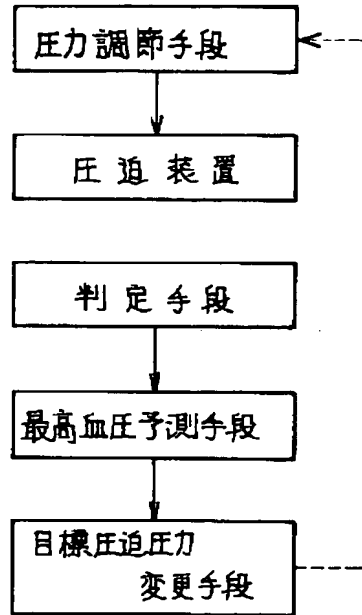 圧力調節手段
圧迫装置
判定手段
最高血圧予測手段
目標圧迫圧力
変更手段